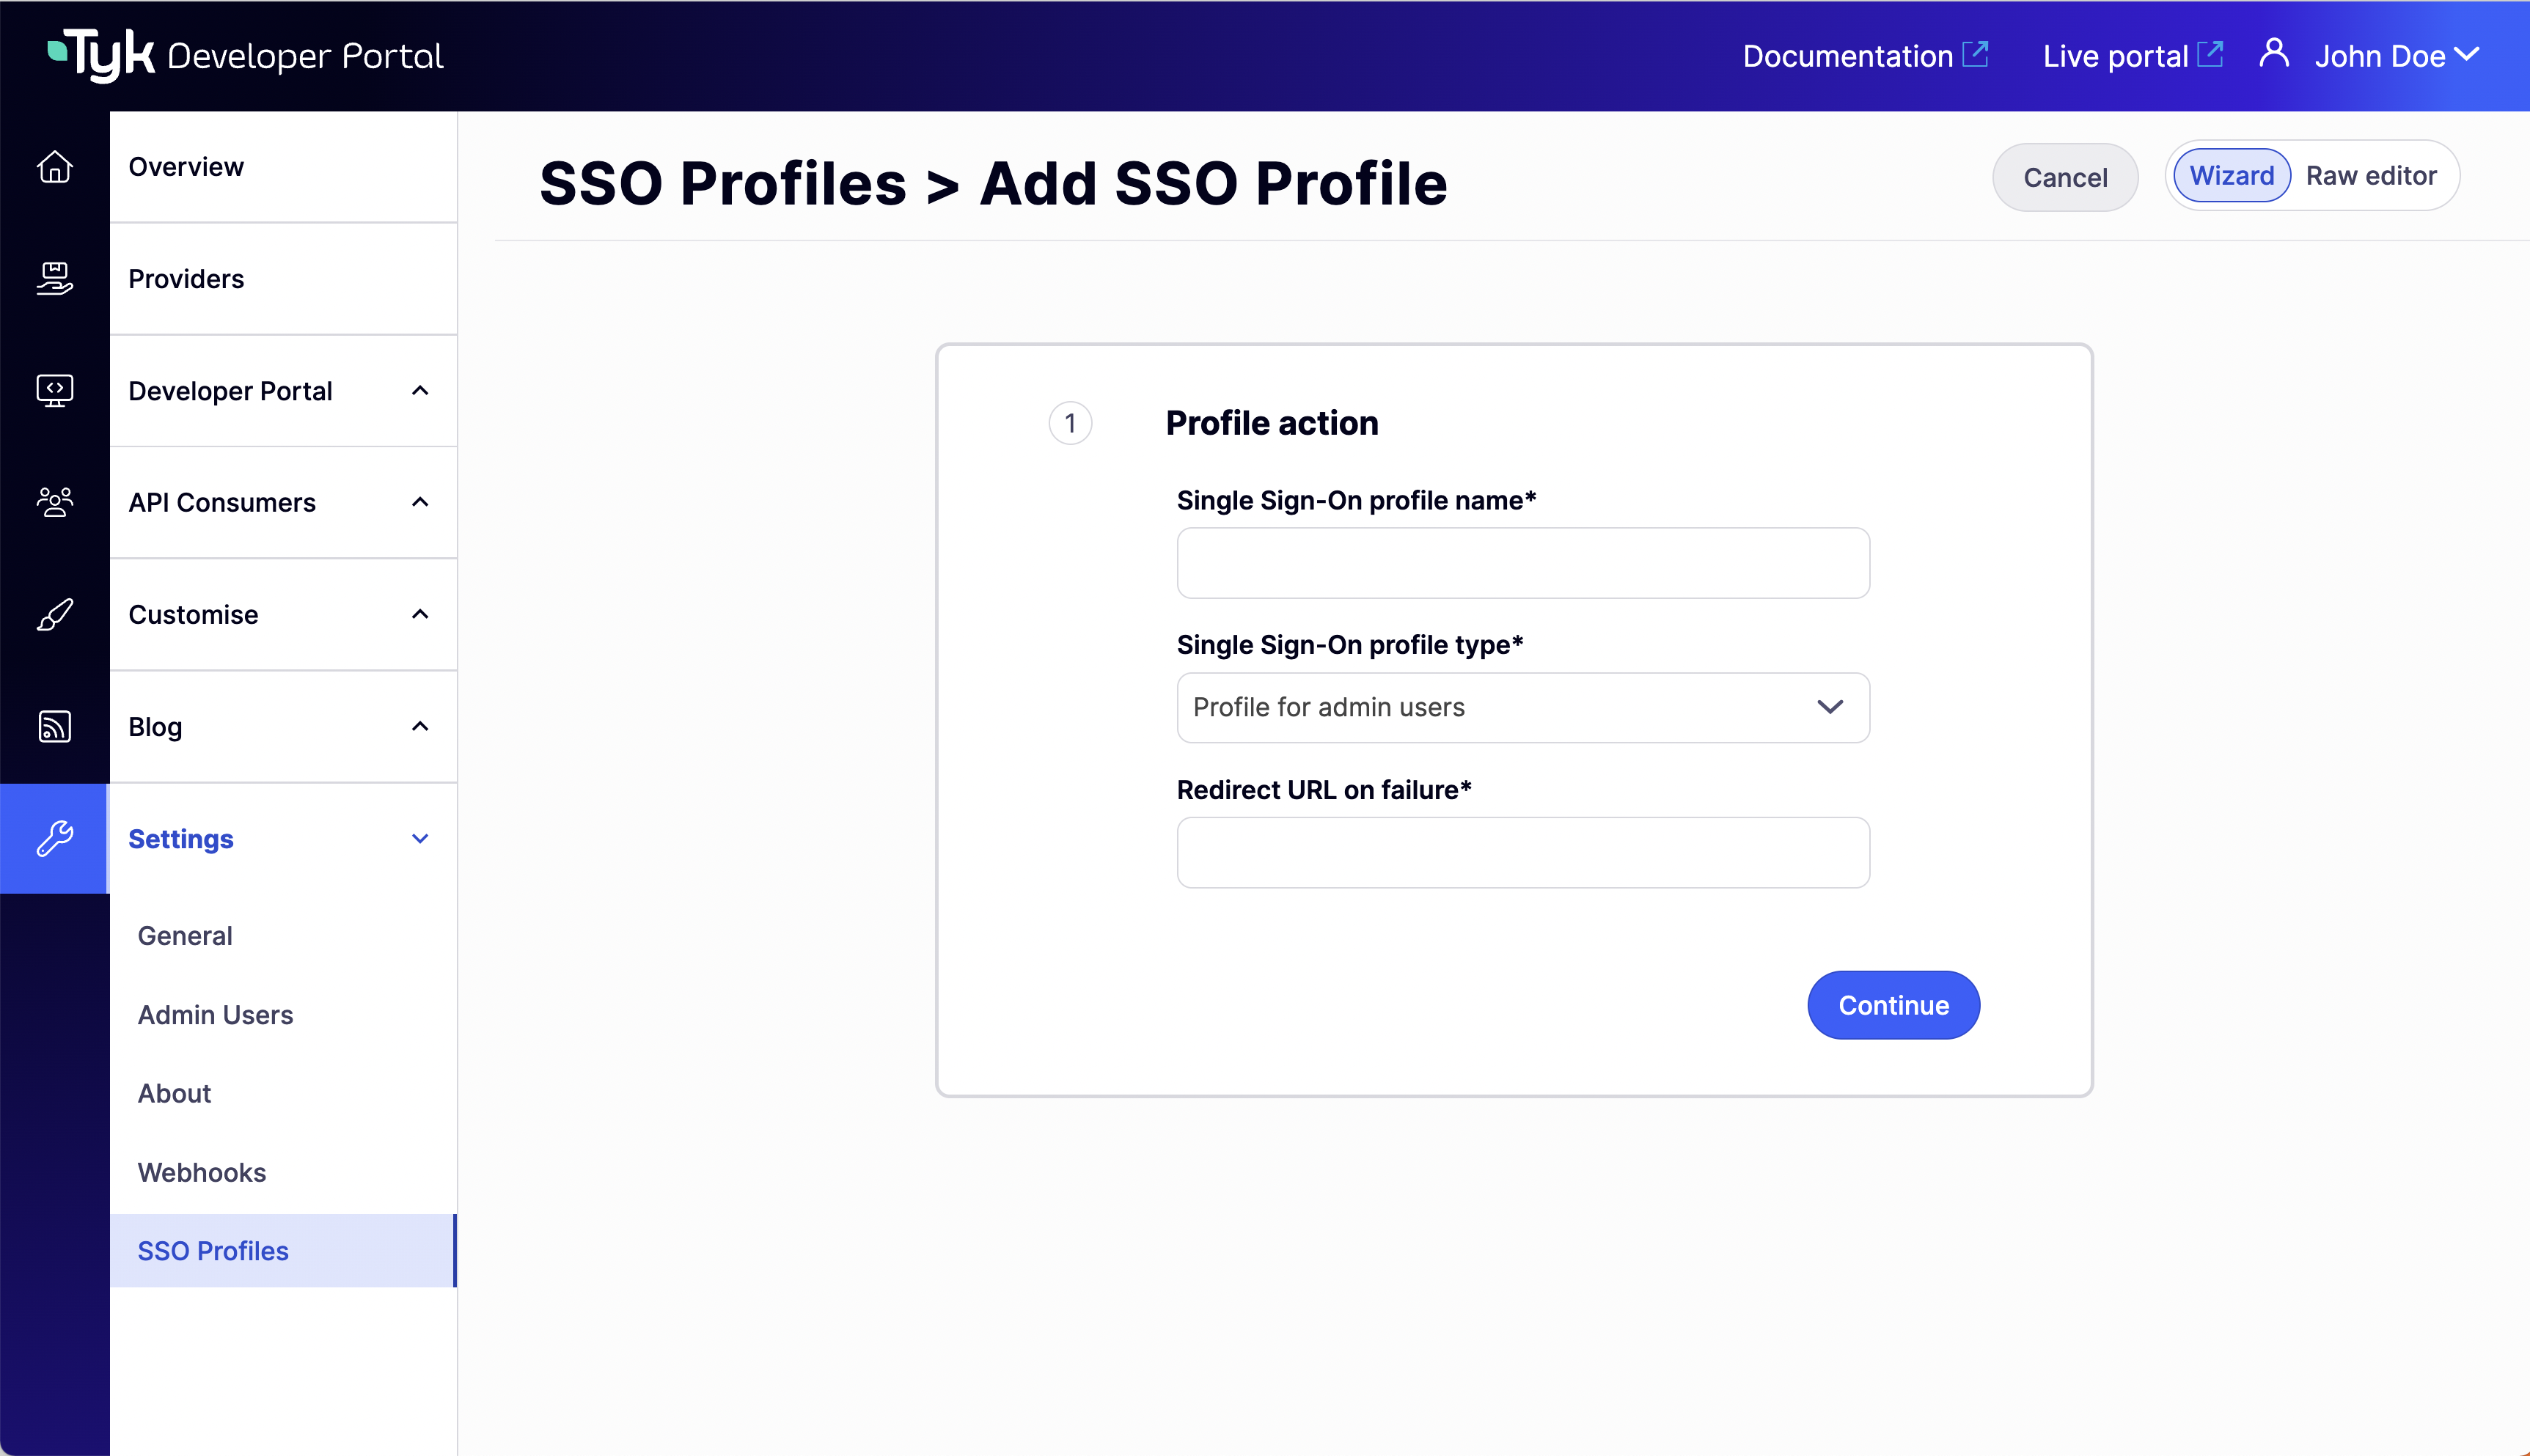 Tyk Developer Portal
Documentation
Live portal
John Doe
Overview
Providers
Developer Portal
API Consumers
Customise
Blog
Settings
General
Admin Users
About
Webhooks
SSO Profiles
SSO Profiles > Add SSO Profile
Cancel
Wizard
Raw editor
1
Profile action
Single Sign-On profile name*
Single Sign-On profile type*
Profile for admin users
Redirect URL on failure*
Continue